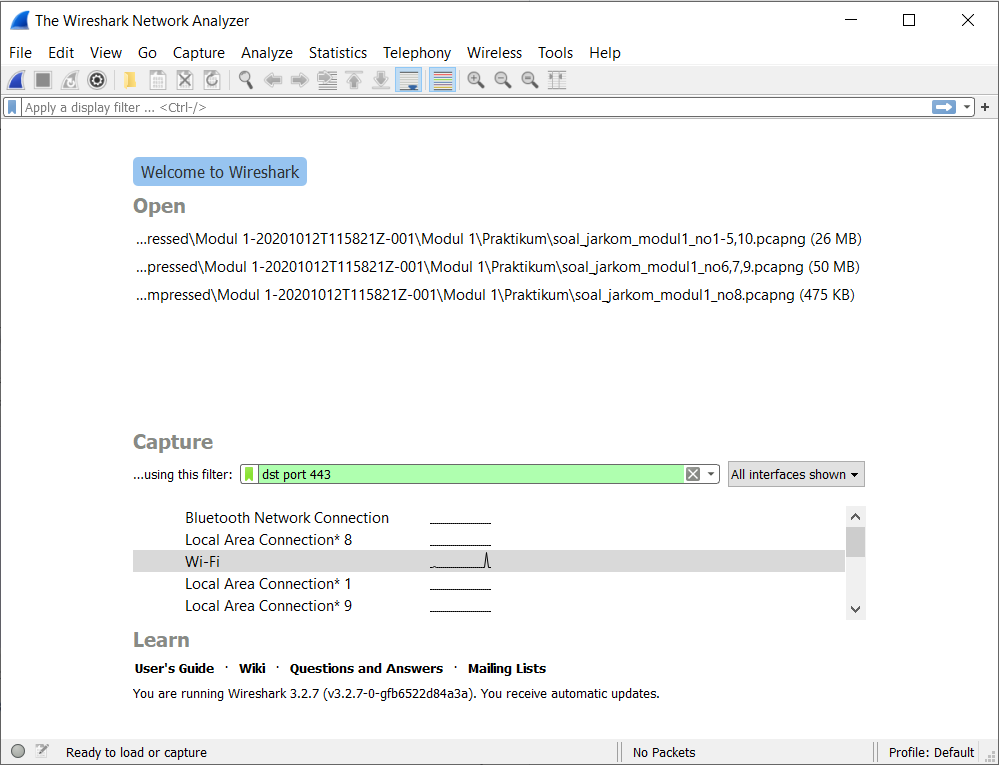 The Wireshark Network Analyzer
File Edit View Go Capture Analyze Statistics Telephony Wireless Tools Help
Apply a display filter ... <Ctrl-/>
Welcome to Wireshark
Open
...ressed\Modul 1-20201012T115821Z-001\Modul 1\Praktikum\soal_jarkom_modul1_no1-5,10.pcapng (26 MB)
...pressed\Modul 1-20201012T115821Z-001\Modul 1\Praktikum\soal_jarkom_modul1_no6,7,9.pcapng (50 MB)
...mpressed\Modul 1-20201012T115821Z-001\Modul 1\Praktikum\soal_jarkom_modul1_no8.pcapng (475 KB)
Capture
...using this filter: dst port 443 All interfaces shown
Bluetooth Network Connection
Local Area Connection* 8
Wi-Fi
Local Area Connection* 1
Local Area Connection* 9
Learn
User's Guide · Wiki · Questions and Answers · Mailing Lists
You are running Wireshark 3.2.7 (v3.2.7-0-gfb6522d84a3a). You receive automatic updates.
Ready to load or capture No Packets Profile: Default